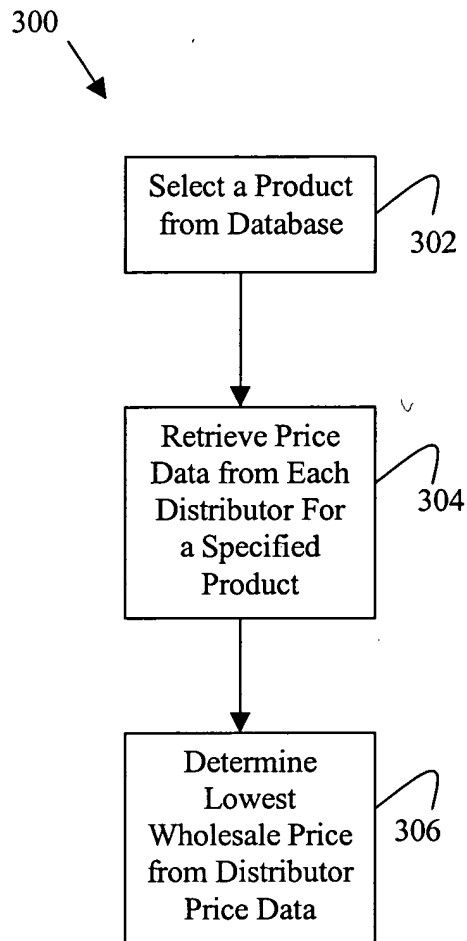 300
Select a Product
from Database
302
Retrieve Price
Data from Each
Distributor For
a Specified
Product
304
Determine
Lowest
Wholesale Price
from Distributor
Price Data
306